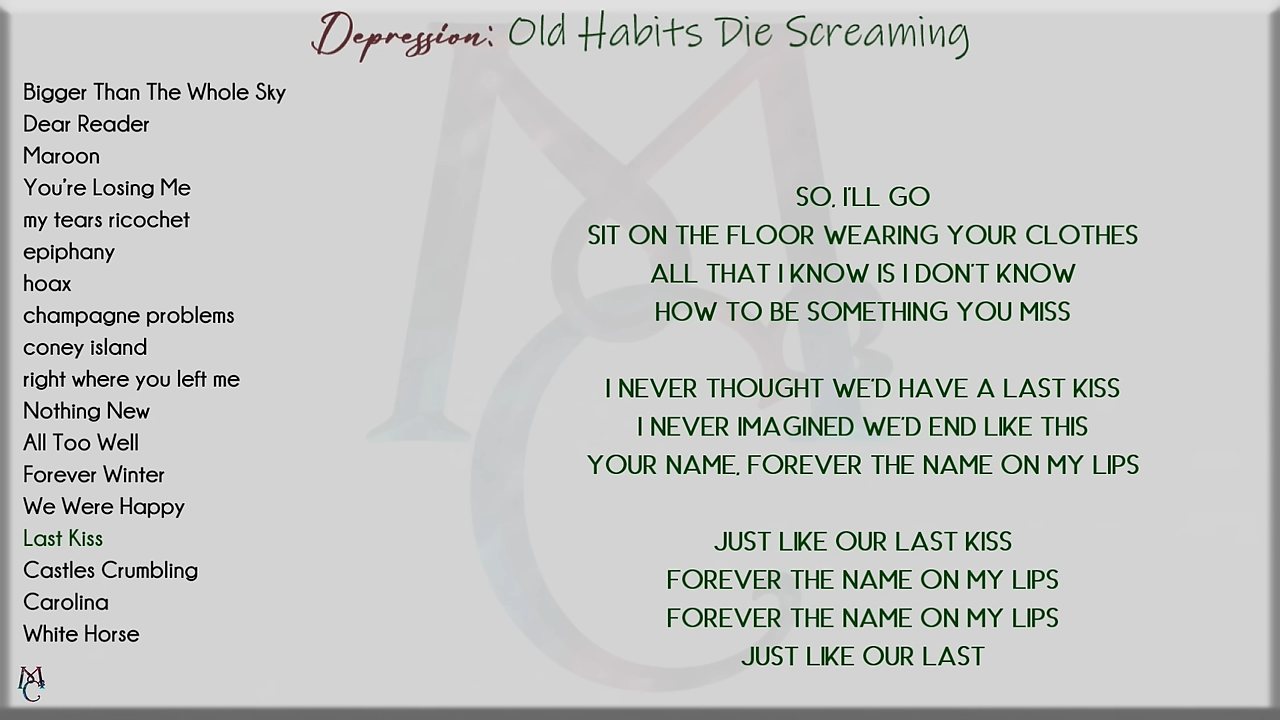 Depression: Old Habits Die Screaming
Bigger Than The Whole Sky
Dear Reader
Maroon
You're Losing Me
my tears ricochet
epiphany
hoax
champagne problems
coney island
right where you left me
Nothing New
All Too Well
Forever Winter
We Were Happy
Last Kiss
Castles Crumbling
Carolina
White Horse
SO, I'LL GO
SIT ON THE FLOOR WEARING YOUR CLOTHES
ALL THAT I KNOW IS I DON'T KNOW
HOW TO BE SOMETHING YOU MISS
I NEVER THOUGHT WE'D HAVE A LAST KISS
I NEVER IMAGINED WE'D END LIKE THIS
YOUR NAME, FOREVER THE NAME ON MY LIPS
JUST LIKE OUR LAST KISS
FOREVER THE NAME ON MY LIPS
FOREVER THE NAME ON MY LIPS
JUST LIKE OUR LAST